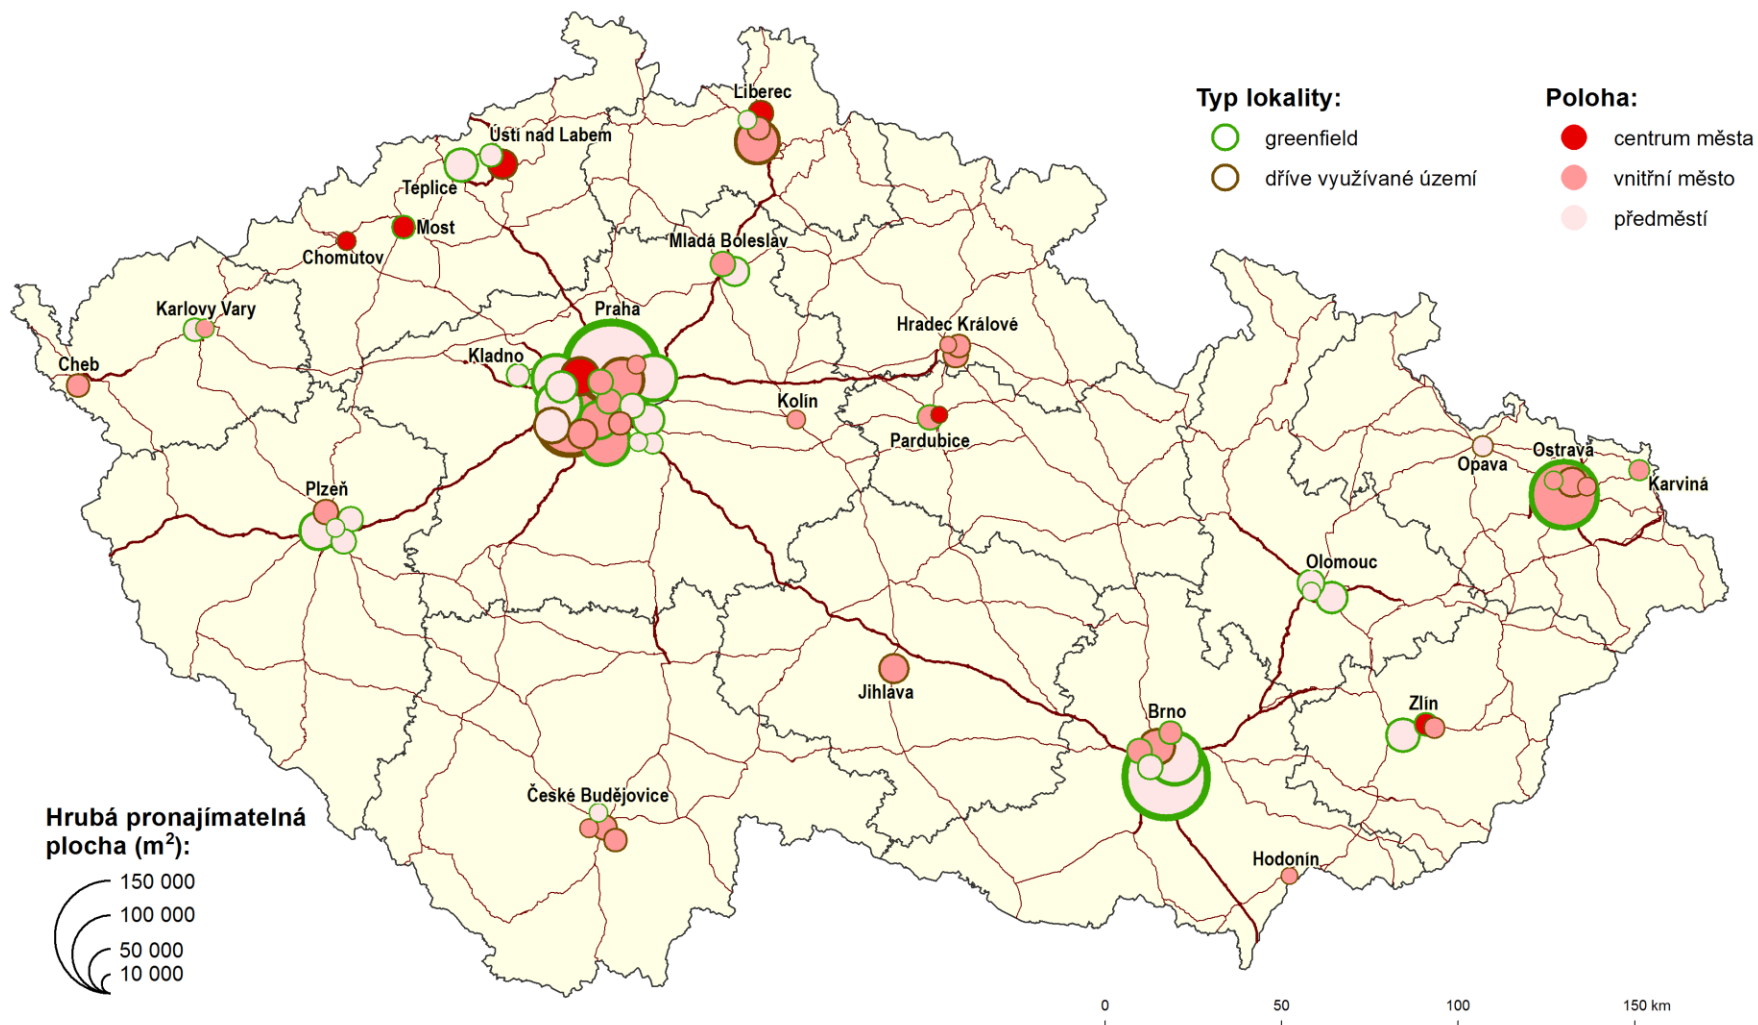 Typ lokality:
greenfield
dříve využívané území
Poloha:
centrum města
vnitřní město
předměstí
Liberec
Ústí nad Labem
Teplice
Most
Chomutov
Mladá Boleslav
Karlovy Vary
Praha
Hradec Králové
Kladno
Cheb
Kolín
Pardubice
Opava
Ostrava
Karviná
Plzeň
Olomouc
Jihlava
Brno
Zlín
České Budějovice
Hodonín
Hrubá pronajímatelná
plocha (m²):
150 000
100 000
50 000
10 000
0 50 100 150 km